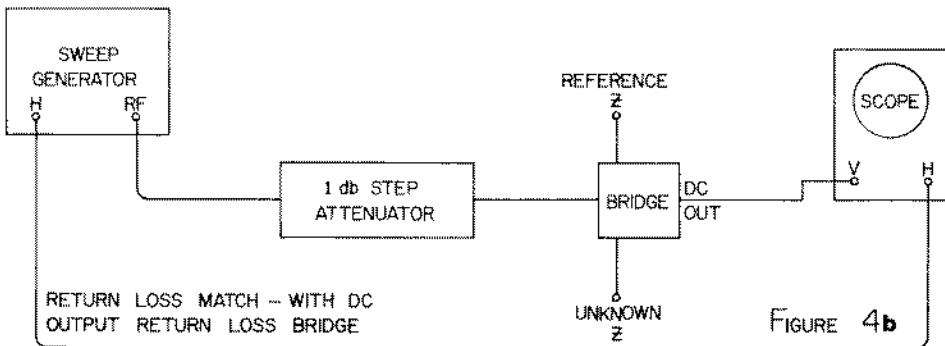 SWEEP
GENERATOR
H RF
1 db STEP
ATTENUATOR
REFERENCE
Z
BRIDGE
DC
OUT
UNKNOWN
Z
SCOPE
V H
RETURN LOSS MATCH - WITH DC
OUTPUT RETURN LOSS BRIDGE
FIGURE 4b